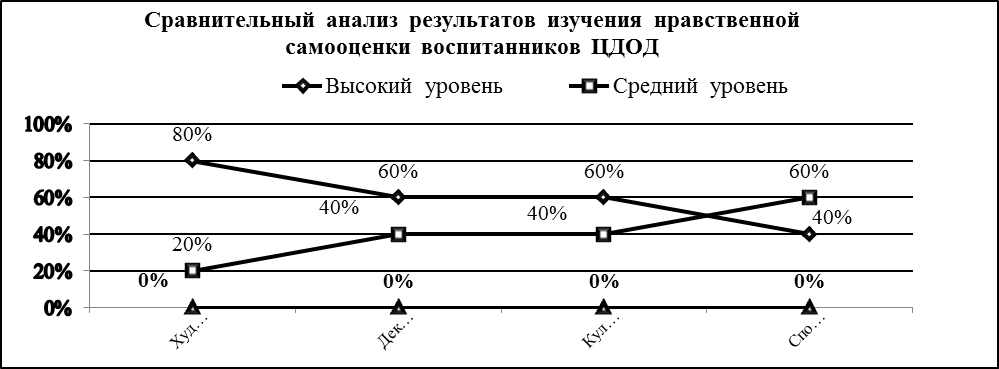 Сравнительный анализ результатов изучения нравственной
самооценки воспитанников ЦДОД
Высокий уровень Средний уровень
100%
80%
60%
40%
20%
0%
80% 60% 60% 60%
40% 40% 40%
20%
0% 0% 0% 0%
Худ... Дек... Кул... Спо...